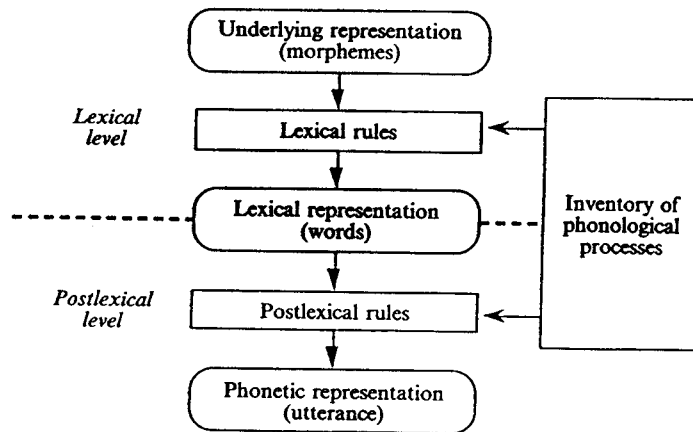 Underlying representation
(morphemes)
Lexical
level
Lexical rules
Lexical representation
(words)
Inventory of
phonological
processes
Postlexical
level
Postlexical rules
Phonetic representation
(utterance)